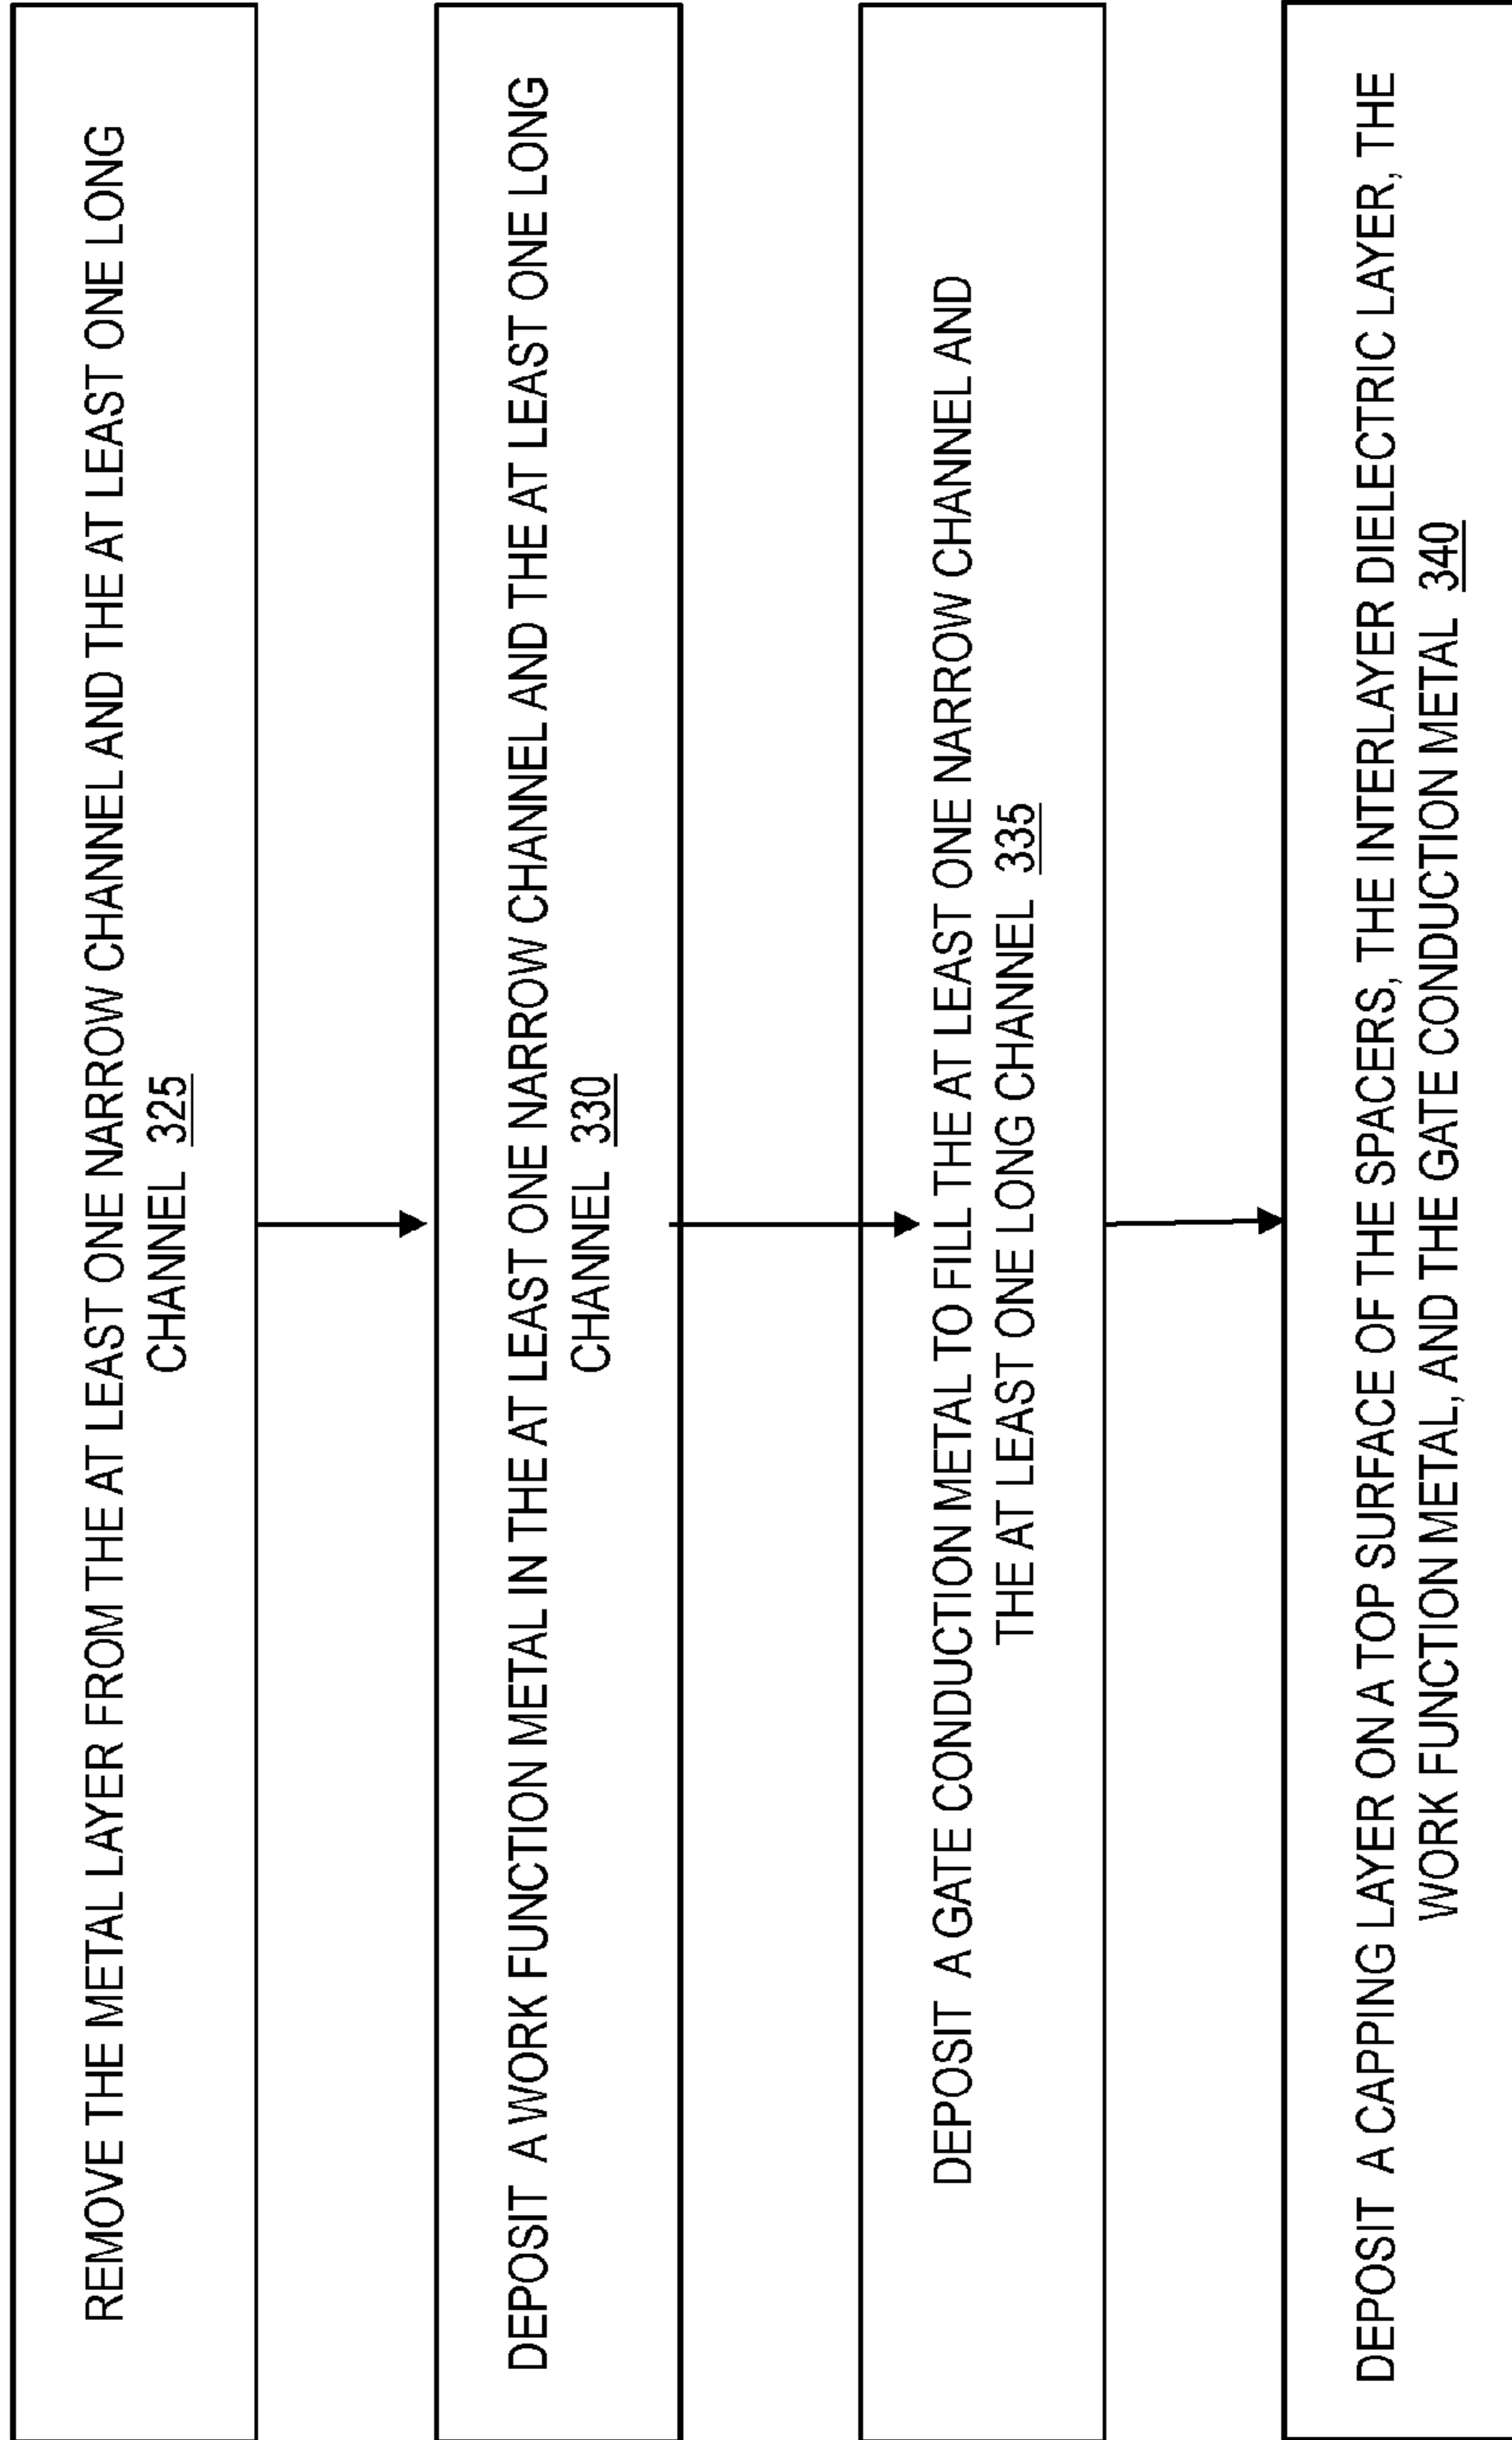 REMOVE THE METAL LAYER FROM THE AT LEAST ONE NARROW CHANNEL AND THE AT LEAST ONE LONG
CHANNEL 325
DEPOSIT A WORK FUNCTION METAL IN THE AT LEAST ONE NARROW CHANNEL AND THE AT LEAST ONE LONG
CHANNEL 330
DEPOSIT A GATE CONDUCTION METAL TO FILL THE AT LEAST ONE NARROW CHANNEL AND
THE AT LEAST ONE LONG CHANNEL 335
DEPOSIT A CAPPING LAYER ON A TOP SURFACE OF THE SPACERS, THE INTERLAYER DIELECTRIC LAYER, THE
WORK FUNCTION METAL, AND THE GATE CONDUCTION METAL 340